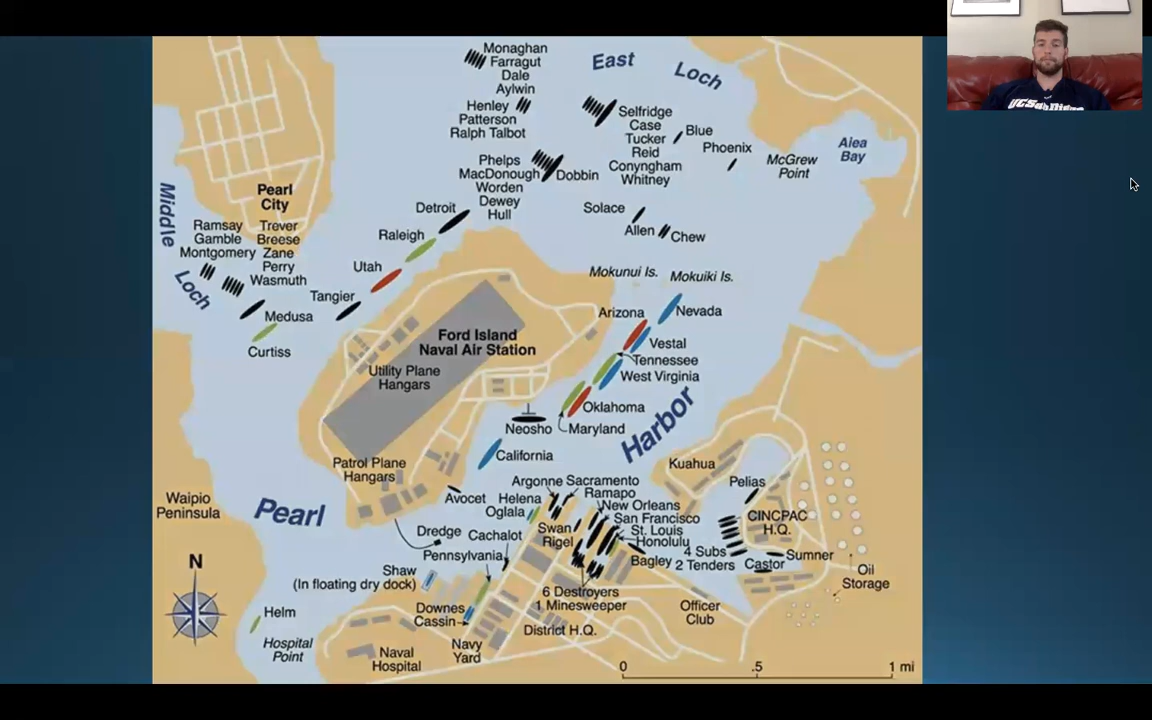 Monaghan
Farragut
Dale
Aylwin
Henley
Patterson
Ralph Talbot
East
Loch
Selfridge
Case
Tucker
Reid
Conyngham
Whitney
Blue
Phoenix
McGrew
Point
Aiea
Bay
Phelps
MacDonough
Worden
Dewey
Hull
Dobbin
Pearl
City
Middle
Loch
Ramsay
Gamble
Montgomery
Trever
Breese
Zane
Perry
Wasmuth
Detroit
Raleigh
Utah
Tangier
Medusa
Curtiss
Solace
Allen
Chew
Mokunui Is.
Mokuiki Is.
Arizona
Nevada
Vestal
Tennessee
West Virginia
Oklahoma
Maryland
Ford Island
Naval Air Station
Utility Plane
Hangars
Neosho
California
Harbor
Patrol Plane
Hangars
Waipio
Peninsula
Pearl
Avocet
Dredge
Argonne
Sacramento
Helena
Oglala
Ramapo
New Orleans
San Francisco
St. Louis
Honolulu
Swan
Rigel
Bagley
Cachalot
Pennsylvania
Kuahua
Pelias
CINCPAC
H.Q.
4 Subs
2 Tenders
Castor
Sumner
Oil
Storage
N
Shaw
(In floating dry dock)
Downes
Cassin
6 Destroyers
1 Minesweeper
Helm
Hospital
Point
Naval
Hospital
Navy
Yard
District H.Q.
Officer
Club
0 .5 1 mi
UC San Diego